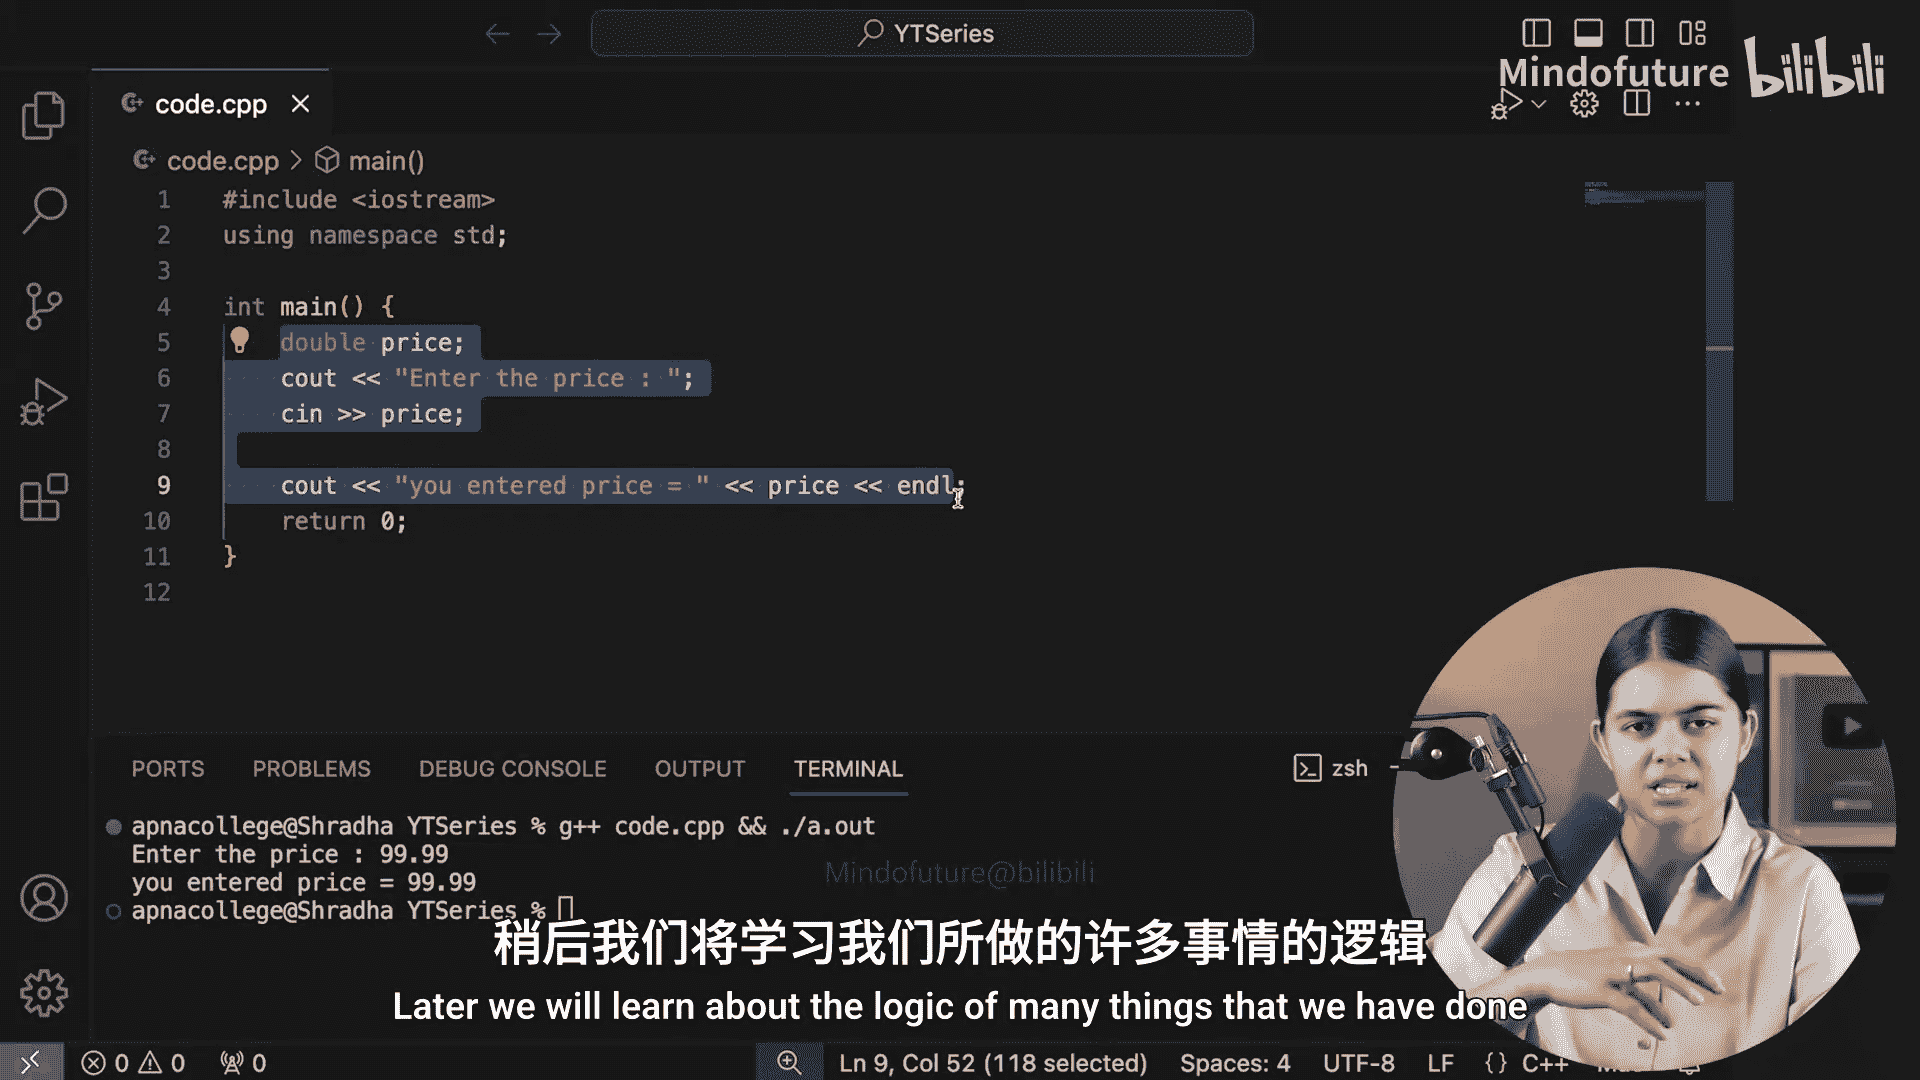 YTSeries
Mindofuture bilibili
code.cpp
code.cpp > main()
1 #include <iostream>
2 using namespace std;
3
4 int main() {
5 double price;
6 cout << "Enter the price : ";
7 cin >> price;
8
9 cout << "you entered price = " << price << endl;
10 return 0;
11 }
12
PORTS PROBLEMS DEBUG CONSOLE OUTPUT TERMINAL zsh
apnacollege@Shradha YTSeries % g++ code.cpp && ./a.out
Enter the price : 99.99
you entered price = 99.99
apnacollege@Shradha YTSeries %
Mindofuture@bilibili
稍后我们将学习我们所做的许多事情的逻辑
Later we will learn about the logic of many things that we have done
0 0 0 Ln 9, Col 52 (118 selected) Spaces: 4 UTF-8 LF {} C++